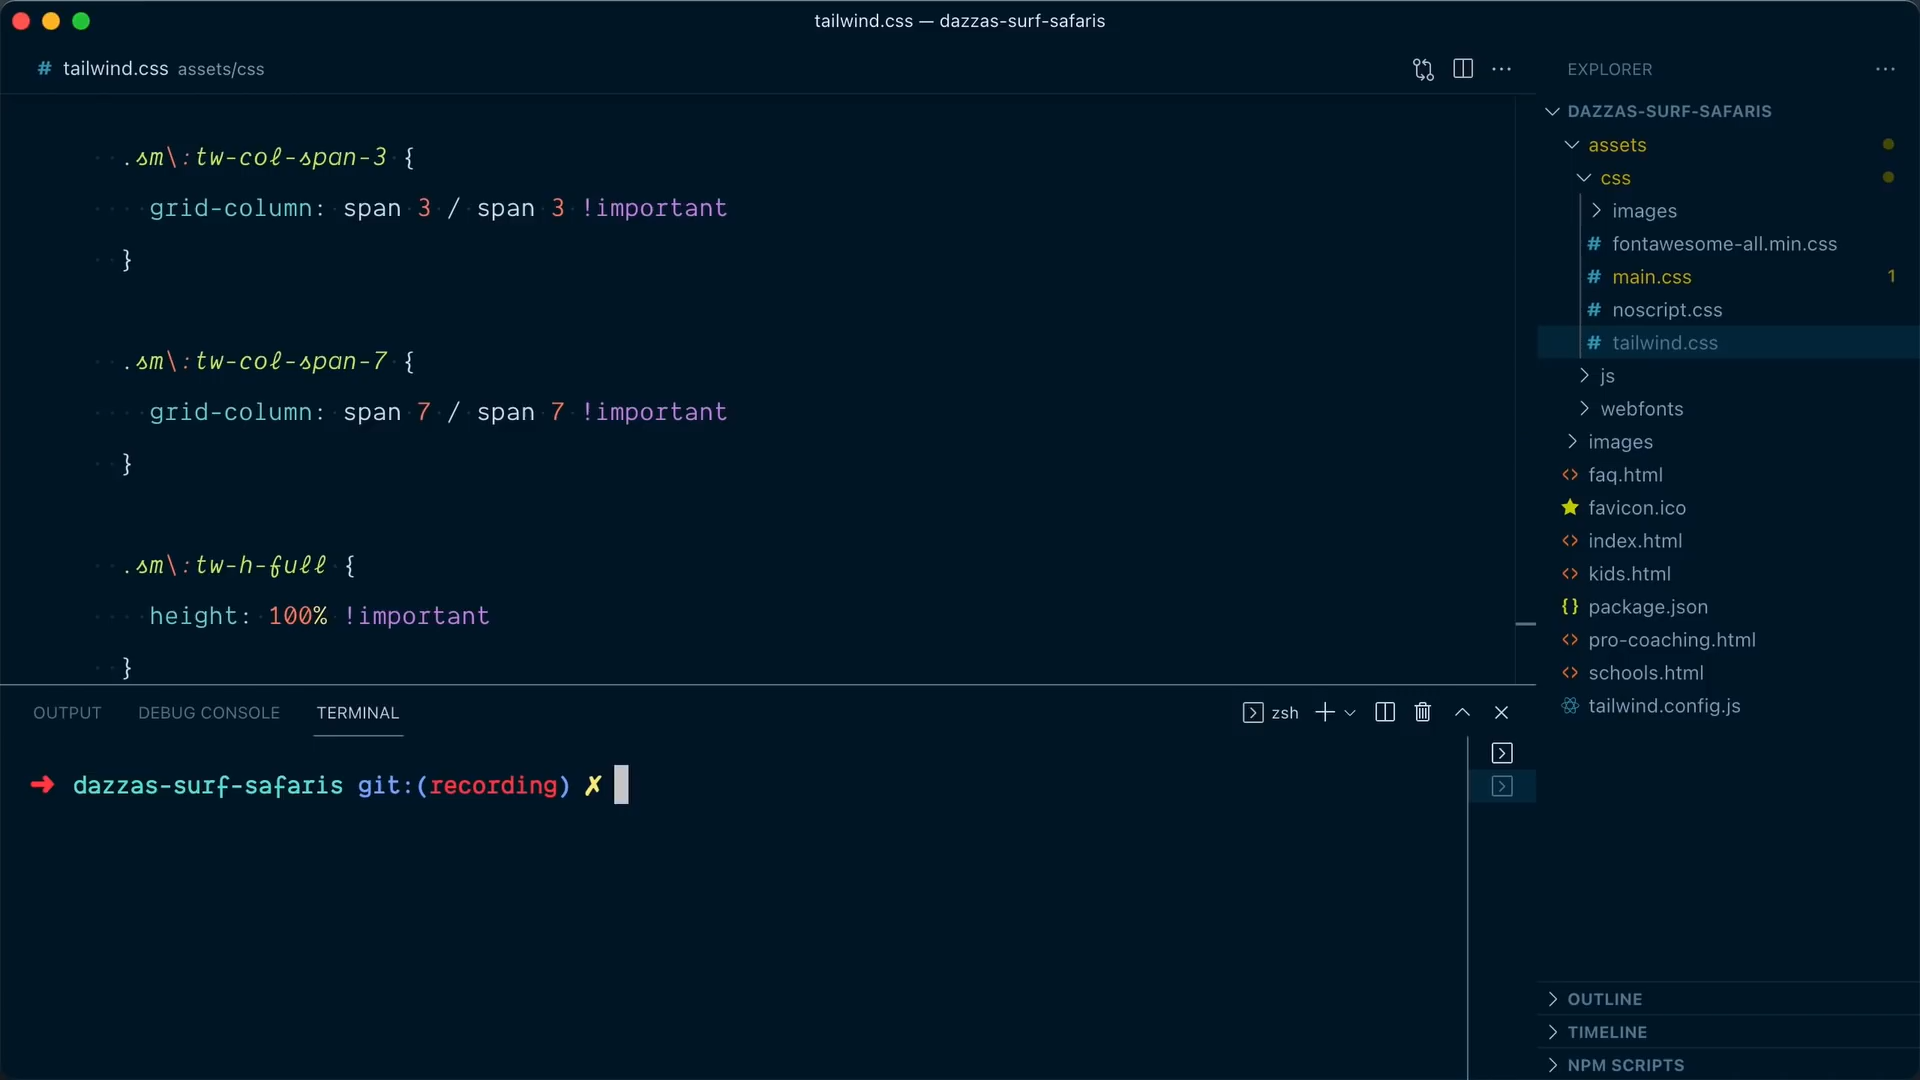 tailwind.css — dazzas-surf-safaris
# tailwind.css assets/css
.sm\:tw-col-span-3 {
grid-column: span 3 / span 3 !important
}
.sm\:tw-col-span-7 {
grid-column: span 7 / span 7 !important
}
.sm\:tw-h-full {
height: 100% !important
}
OUTPUT DEBUG CONSOLE TERMINAL
zsh
➜ dazzas-surf-safaris git:(recording) ✗
EXPLORER
DAZZAS-SURF-SAFARIS
assets
css
images
# fontawesome-all.min.css
# main.css 1
# noscript.css
# tailwind.css
js
webfonts
images
<> faq.html
favicon.ico
<> index.html
<> kids.html
{} package.json
<> pro-coaching.html
<> schools.html
tailwind.config.js
OUTLINE
TIMELINE
NPM SCRIPTS